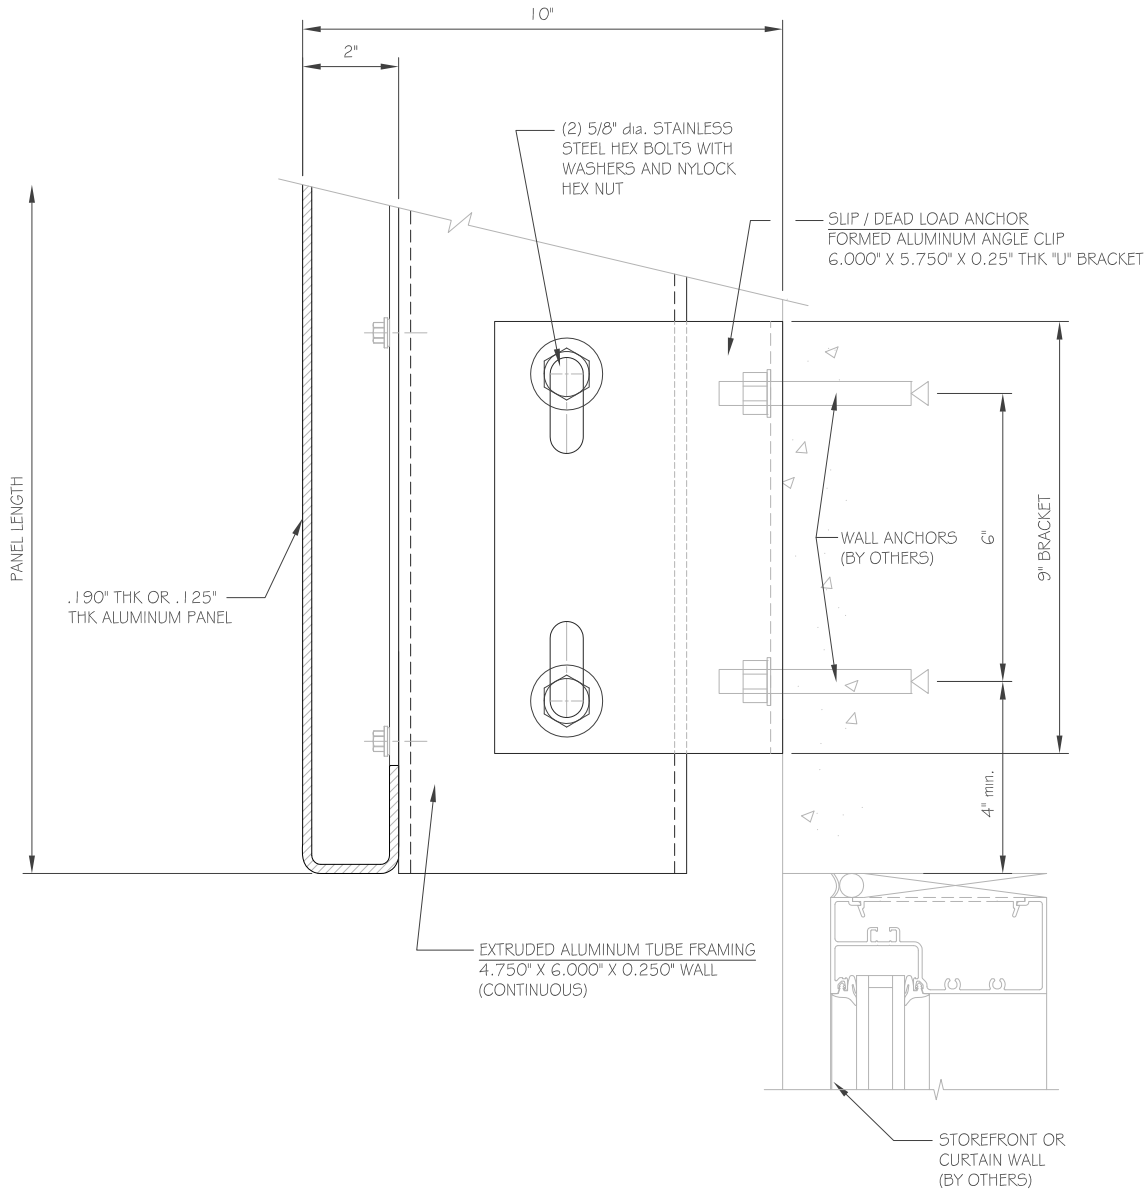 10"
2"
(2) 5/8" dia. STAINLESS
STEEL HEX BOLTS WITH
WASHERS AND NYLOCK
HEX NUT
SLIP / DEAD LOAD ANCHOR
FORMED ALUMINUM ANGLE CLIP
6.000" X 5.750" X 0.25" THK "U" BRACKET
PANEL LENGTH
6"
9" BRACKET
WALL ANCHORS
(BY OTHERS)
.190" THK OR .125"
THK ALUMINUM PANEL
4" min.
EXTRUDED ALUMINUM TUBE FRAMING
4.750" X 6.000" X 0.250" WALL
(CONTINUOUS)
STOREFRONT OR
CURTAIN WALL
(BY OTHERS)